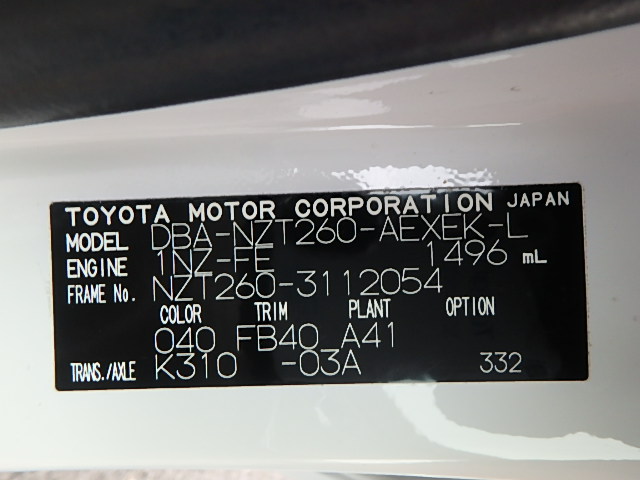 TOYOTA MOTOR CORPORATION JAPAN
MODEL DBA-NZT260-AEXEK-L
ENGINE 1NZ-FE 1496 mL
FRAME No. NZT260-3112054
COLOR TRIM PLANT OPTION
040 FB40 A41
TRANS./AXLE K310 -03A 332